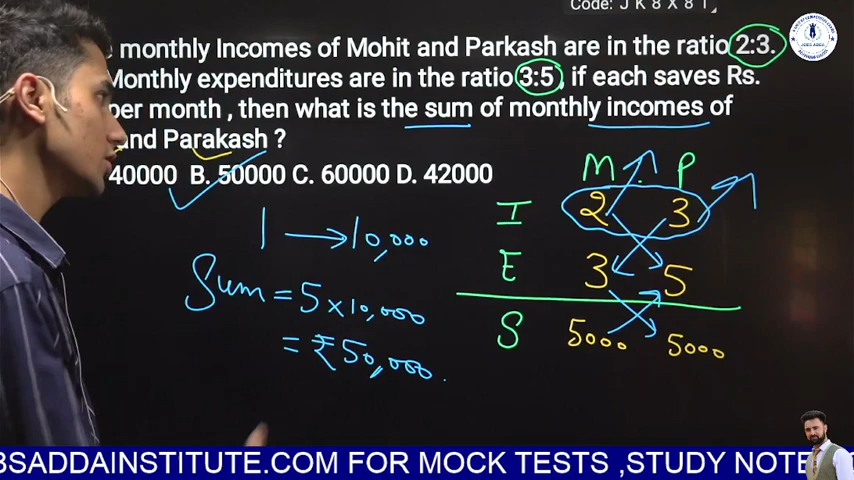 Code: J K 8 X 8 1
monthly Incomes of Mohit and Parkash are in the ratio 2:3.
Monthly expenditures are in the ratio 3:5, if each saves Rs.
per month , then what is the sum of monthly incomes of
and Parakash ?
40000 B. 50000 C. 60000 D. 42000
M P
I 2 3
E 3 5
S 5000 5000
1 → 10,000
Sum = 5 × 10,000
= ₹50,000.
BSADDAINSTITUTE.COM FOR MOCK TESTS ,STUDY NOTE